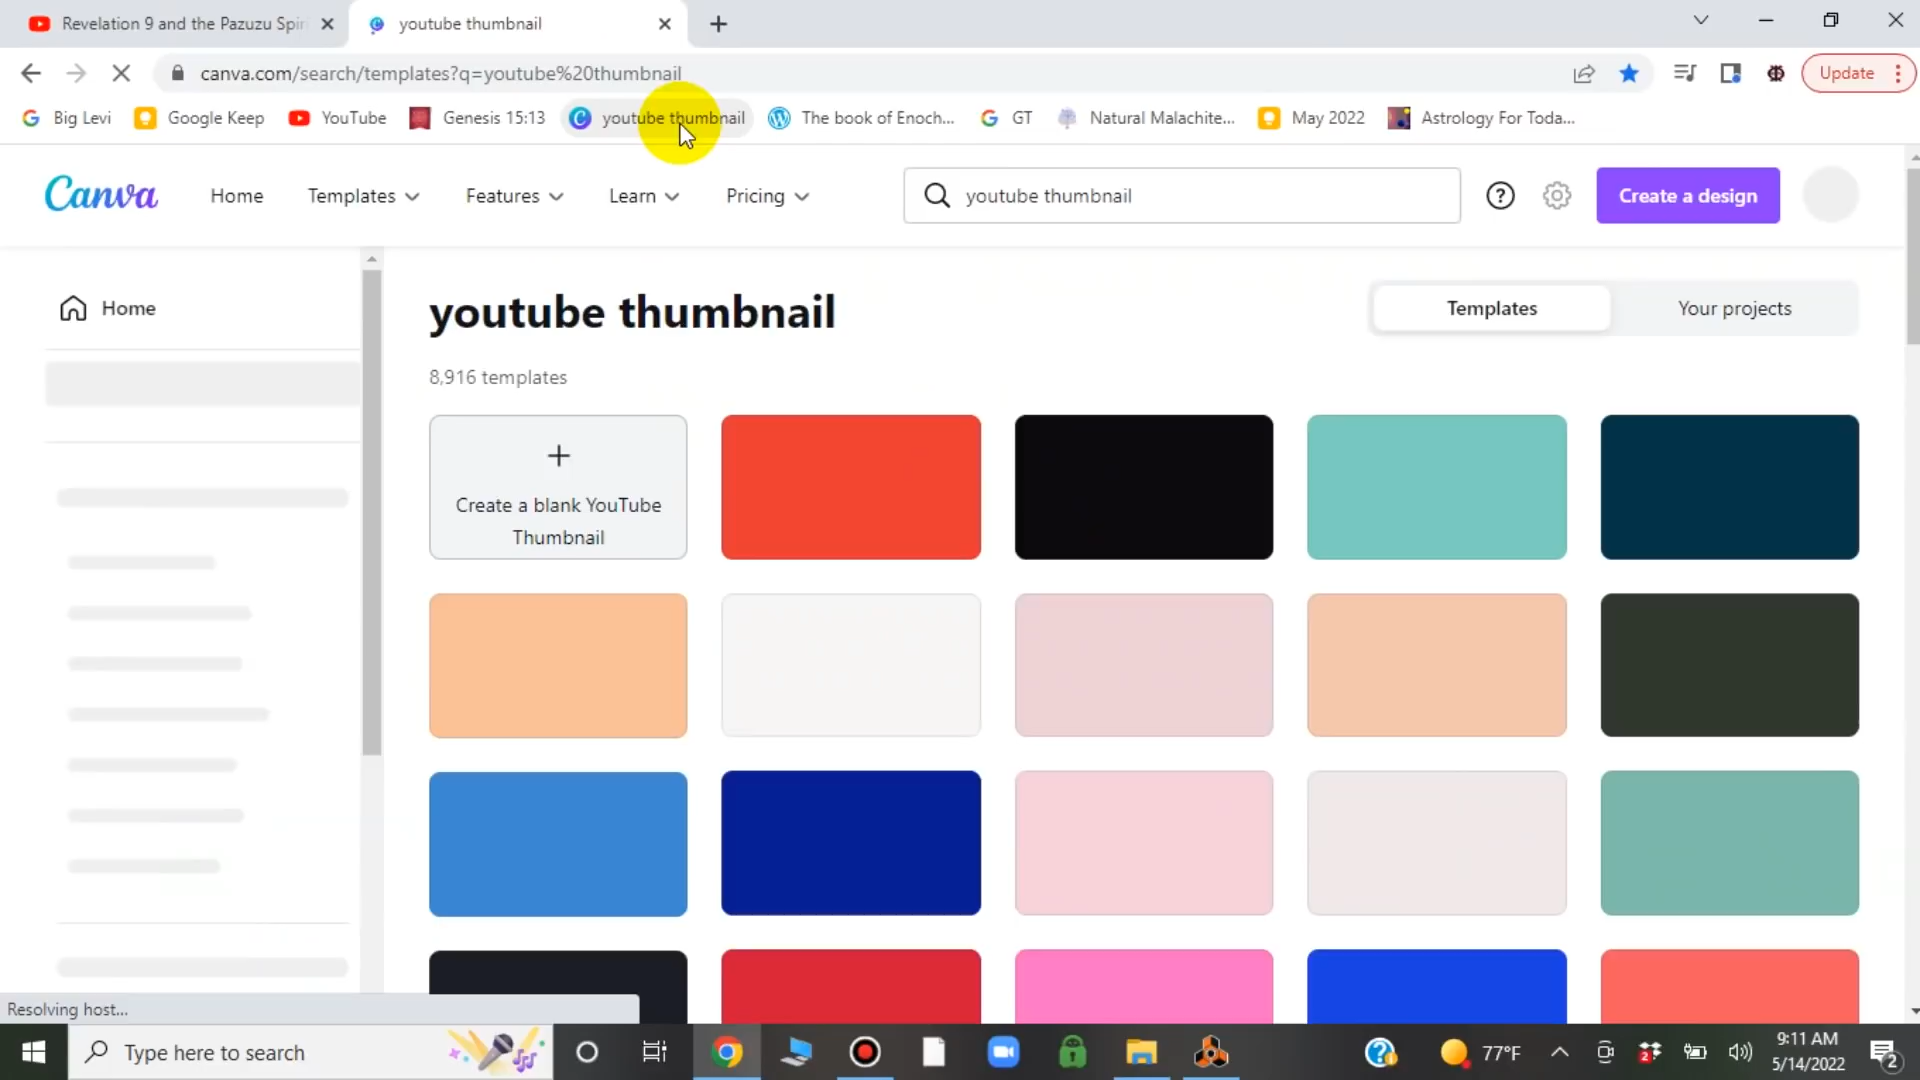 Revelation 9 and the Pazuzu Spiri
youtube thumbnail
canva.com/search/templates?q=youtube%20thumbnail
Update
Big Levi
Google Keep
YouTube
Genesis 15:13
youtube thumbnail
The book of Enoch...
GT
Natural Malachite...
May 2022
Astrology For Toda...
Canva
Home
Templates
Features
Learn
Pricing
youtube thumbnail
Create a design
Home
youtube thumbnail
Templates
Your projects
8,916 templates
Create a blank YouTube
Thumbnail
Resolving host...
Type here to search
77°F
9:11 AM
5/14/2022
2
2